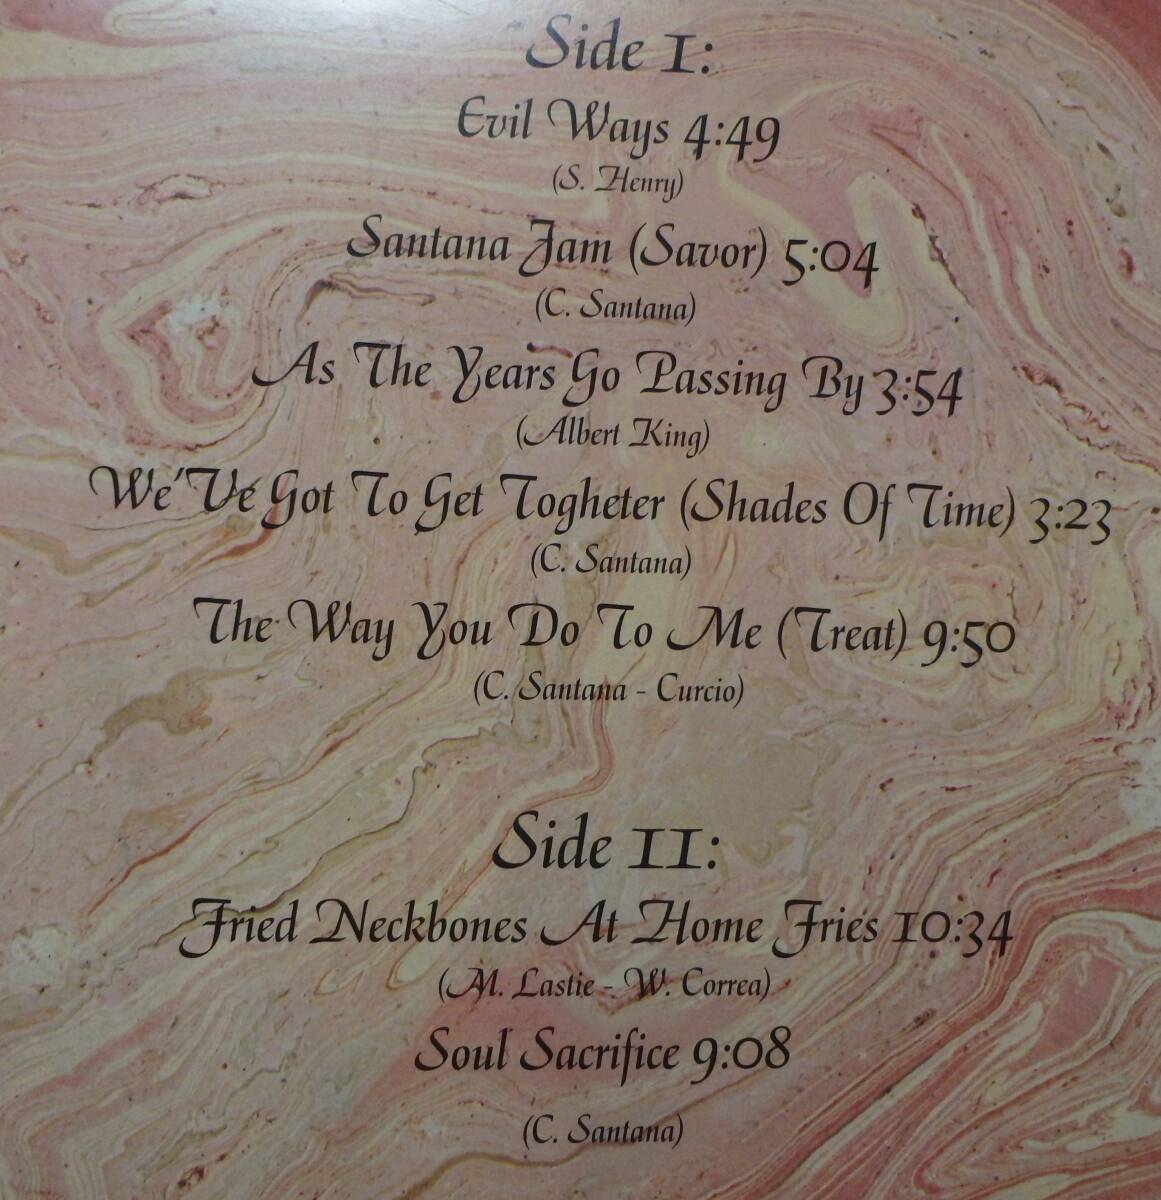 Side I:
Evil Ways 4:49
(S. Henry)
Santana Jam (Savor) 5:04
(C. Santana)
As The Years Go Passing By 3:54
(Albert King)
We'Ve Got To Get Togheter (Shades Of Time) 3:23
(C. Santana)
The Way You Do To Me (Treat) 9:50
(C. Santana - Curcio)
Side II:
Fried Neckbones At Home Fries 10:34
(M. Lastie - W. Correa)
Soul Sacrifice 9:08
(C. Santana)